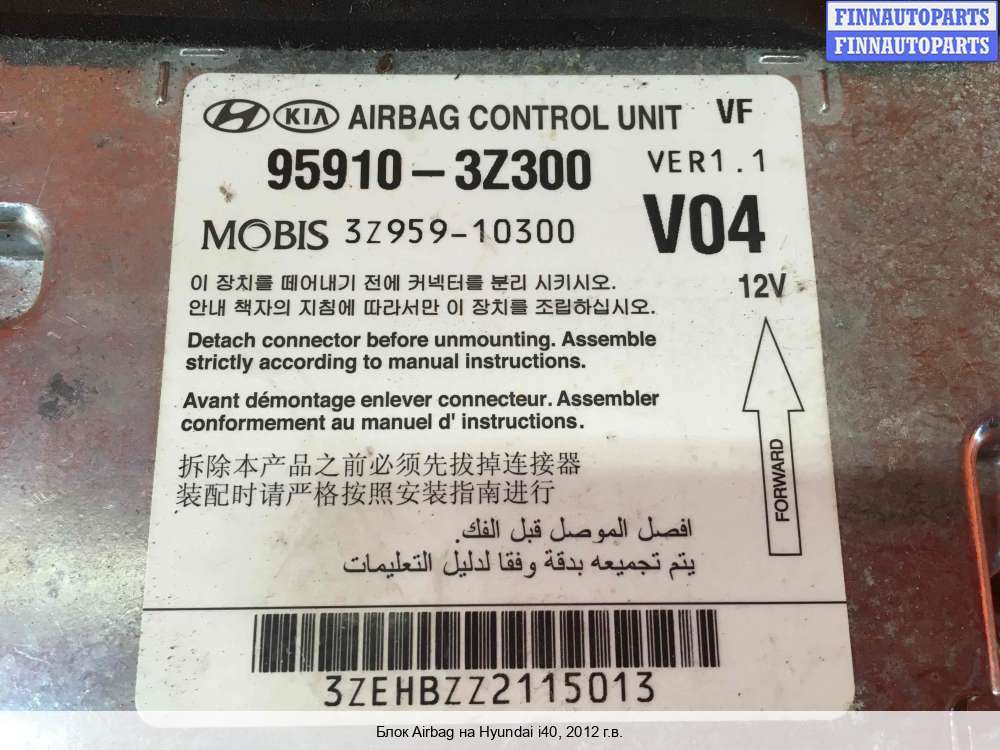 FINNAUTOPARTS
FINNAUTOPARTS
KIA AIRBAG CONTROL UNIT VF
95910-3Z300 VER1.1
MOBIS 3Z959-10300 V04
이 장치를 떼어내기 전에 커넥터를 분리 시키시오. 12V
안내 책자의 지침에 따라서만 이 장치를 조립하십시오.
Detach connector before unmounting. Assemble
strictly according to manual instructions.
Avant démontage enlever connecteur. Assembler
conformement au manuel d' instructions.
FORWARD
拆除本产品之前必须先拔掉连接器
装配时请严格按照安装指南进行
افصل الموصل قبل الفك.
يتم تجميعه بدقة وفقا لدليل التعليمات
3ZEHBZZ2115013
Блок Airbag на Hyundai i40, 2012 г.в.